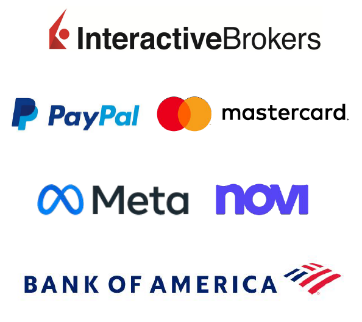 InteractiveBrokers
PayPal mastercard.
Meta novi
BANK OF AMERICA